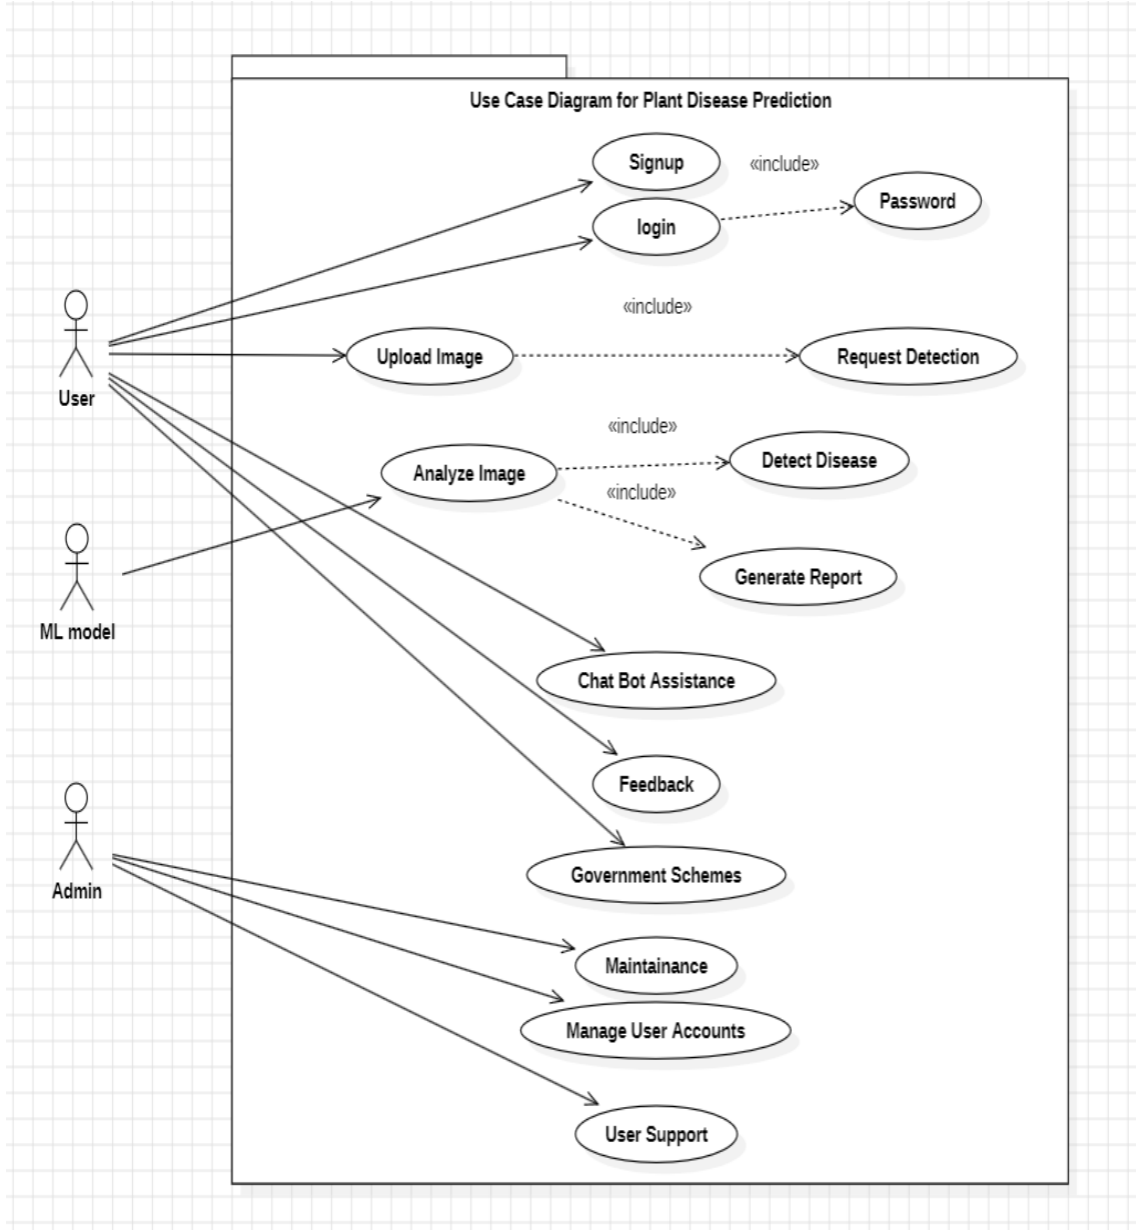 Use Case Diagram for Plant Disease Prediction
Signup
«include»
Password
login
«include»
User
Upload Image
Request Detection
«include»
Analyze Image
Detect Disease
«include»
Generate Report
ML model
Chat Bot Assistance
Feedback
Admin
Government Schemes
Maintainance
Manage User Accounts
User Support